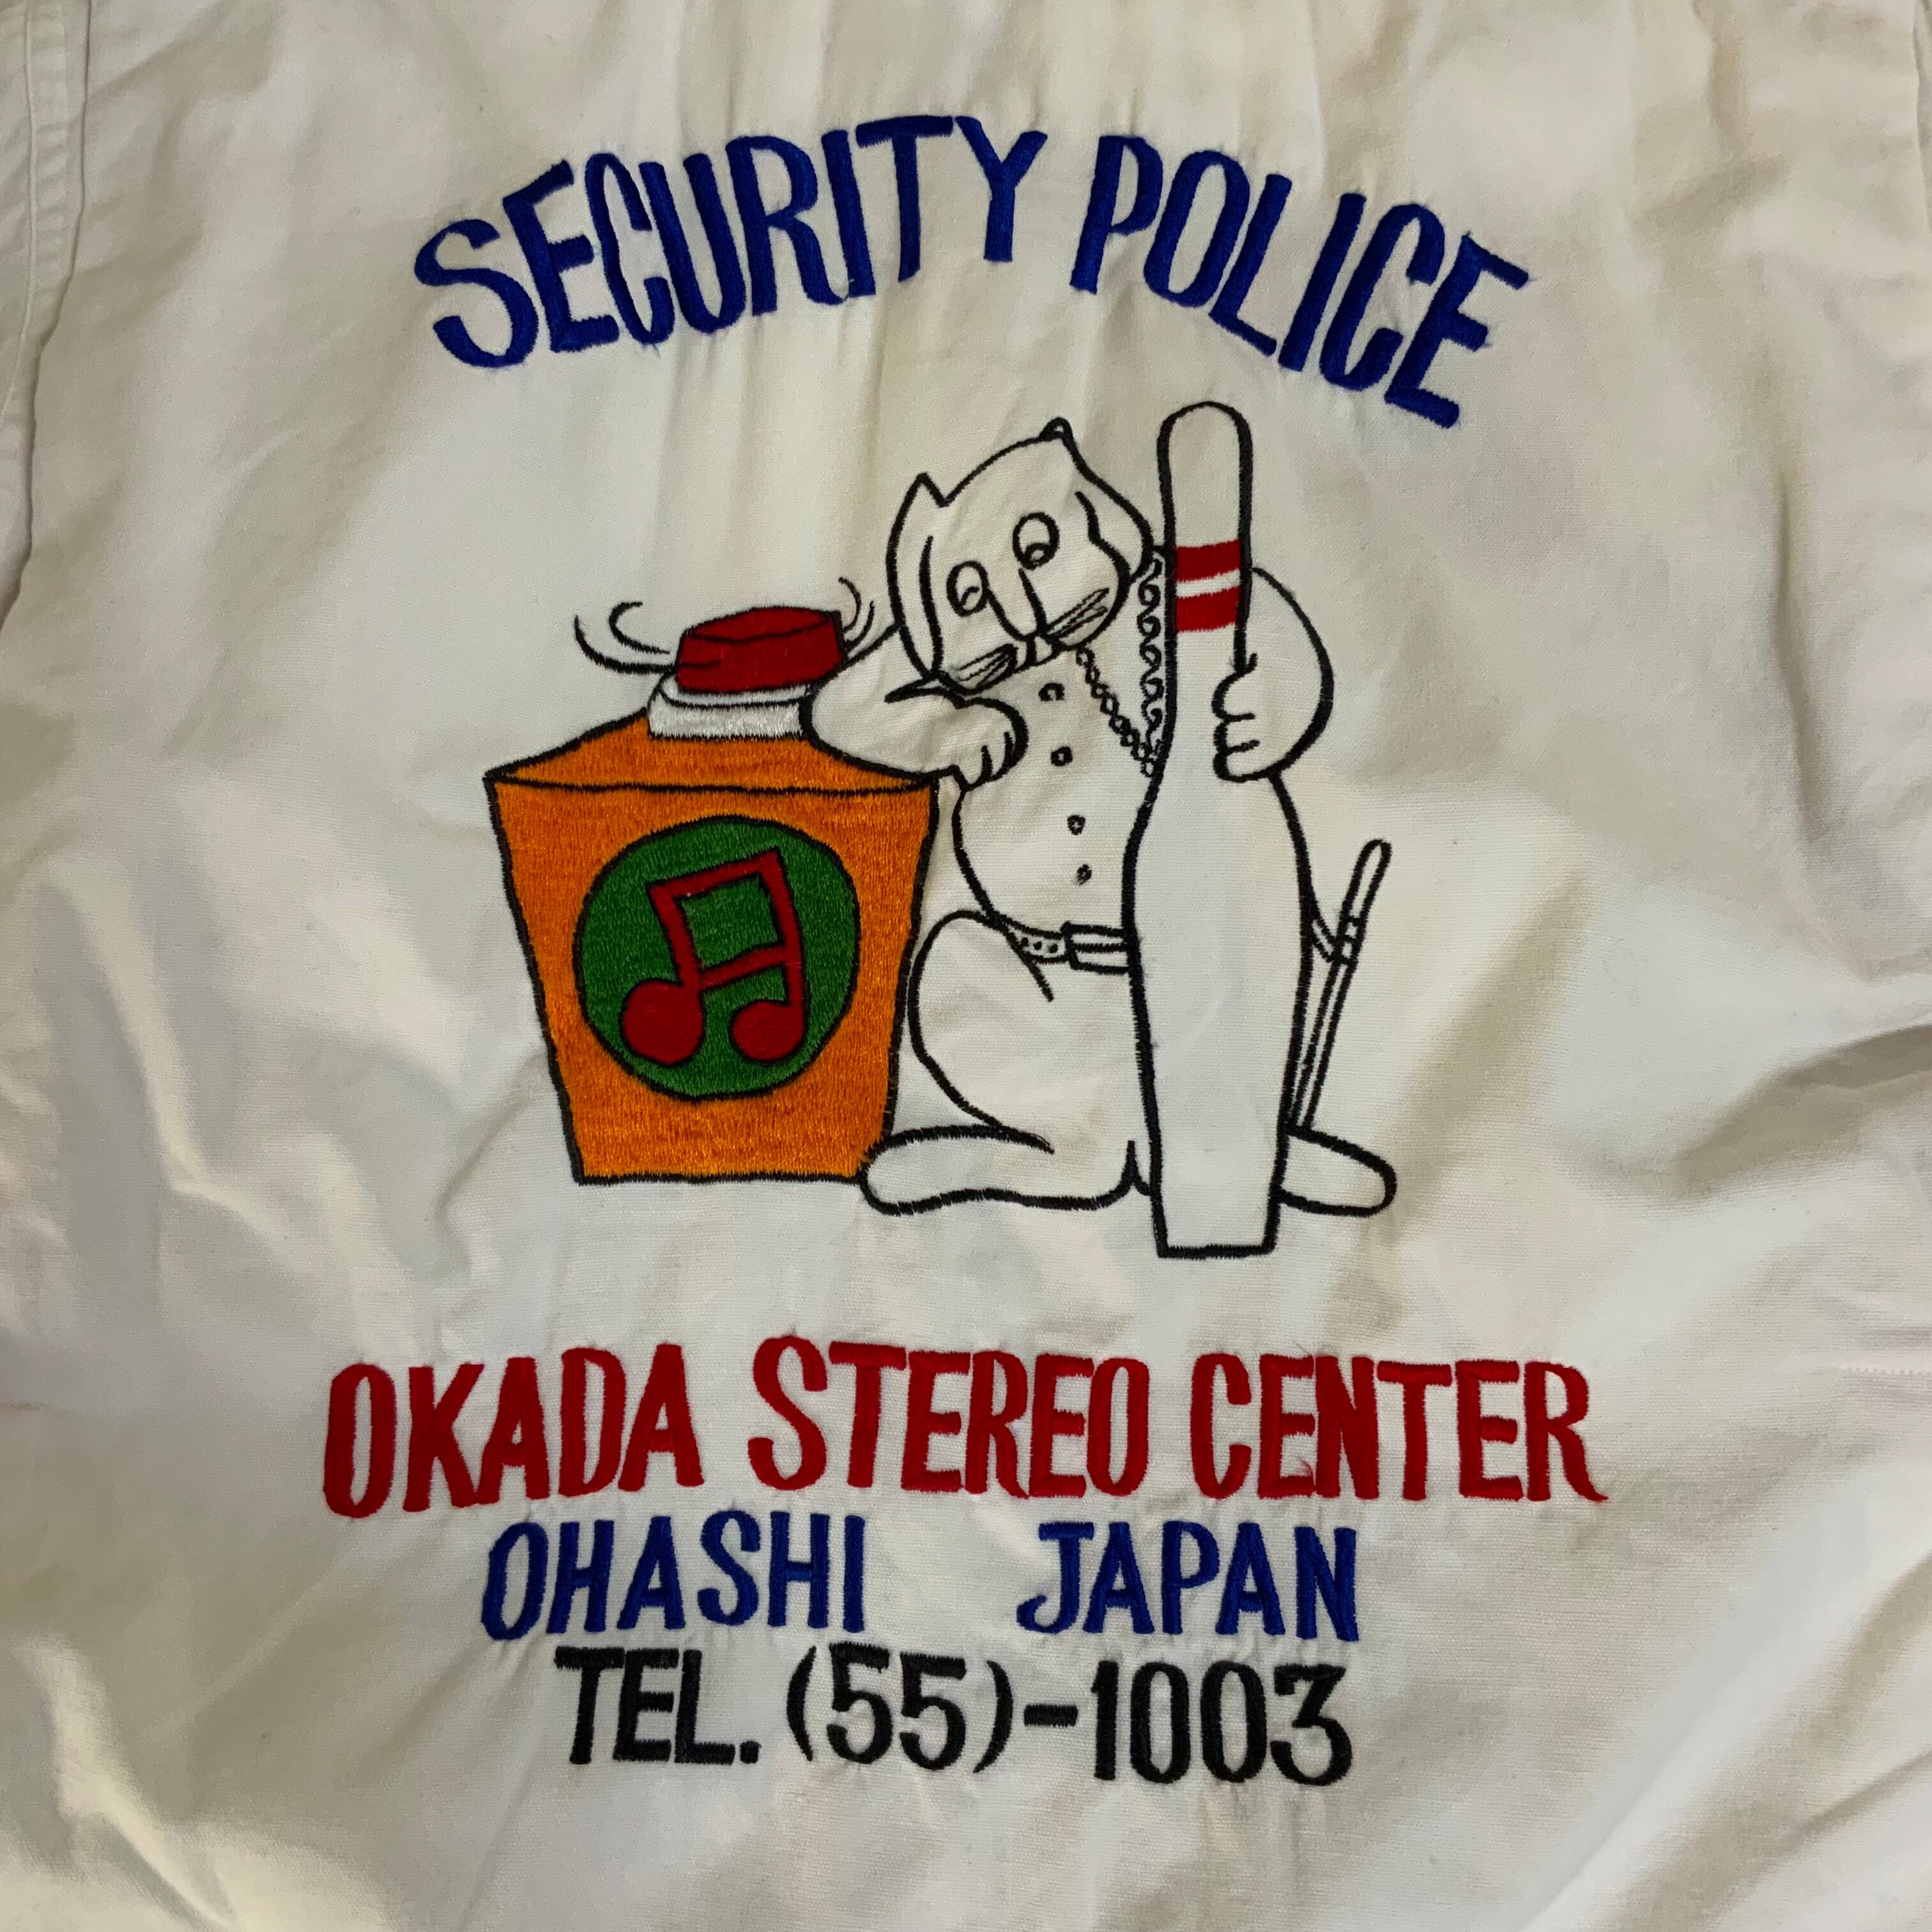 SECURITY POLICE
OKADA STEREO CENTER
OHASHI JAPAN
TEL. (55)-1003